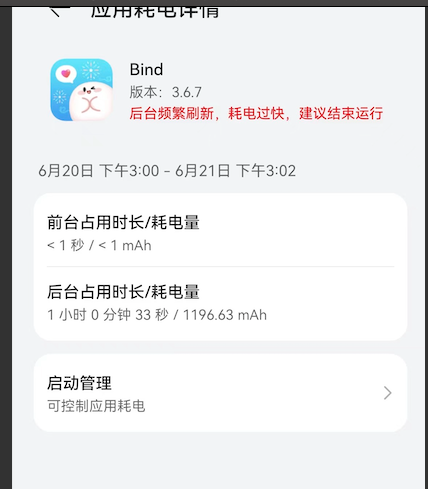 应用耗电详情
Bind
版本：3.6.7
后台频繁刷新，耗电过快，建议结束运行
6月20日 下午3:00 - 6月21日 下午3:02
前台占用时长/耗电量
< 1 秒 / < 1 mAh
后台占用时长/耗电量
1 小时 0 分钟 33 秒 / 1196.63 mAh
启动管理
可控制应用耗电